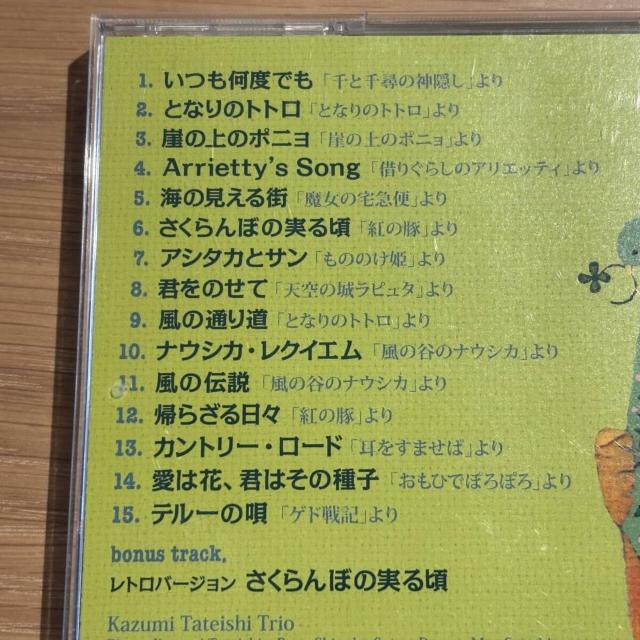 1. いつも何度でも「千と千尋の神隠し」より
2. となりのトトロ「となりのトトロ」より
3. 崖の上のポニョ「崖の上のポニョ」より
4. Arrietty's Song「借りぐらしのアリエッティ」より
5. 海の見える街「魔女の宅急便」より
6. さくらんぼの実る頃「紅の豚」より
7. アシタカとサン「もののけ姫」より
8. 君をのせて「天空の城ラピュタ」より
9. 風の通り道「となりのトトロ」より
10. ナウシカ・レクイエム「風の谷のナウシカ」より
11. 風の伝説「風の谷のナウシカ」より
12. 帰らざる日々「紅の豚」より
13. カントリー・ロード「耳をすませば」より
14. 愛は花、君はその種子「おもひでぽろぽろ」より
15. テルーの唄「ゲド戦記」より
bonus track.
レトロバージョン さくらんぼの実る頃
Kazumi Tateishi Trio